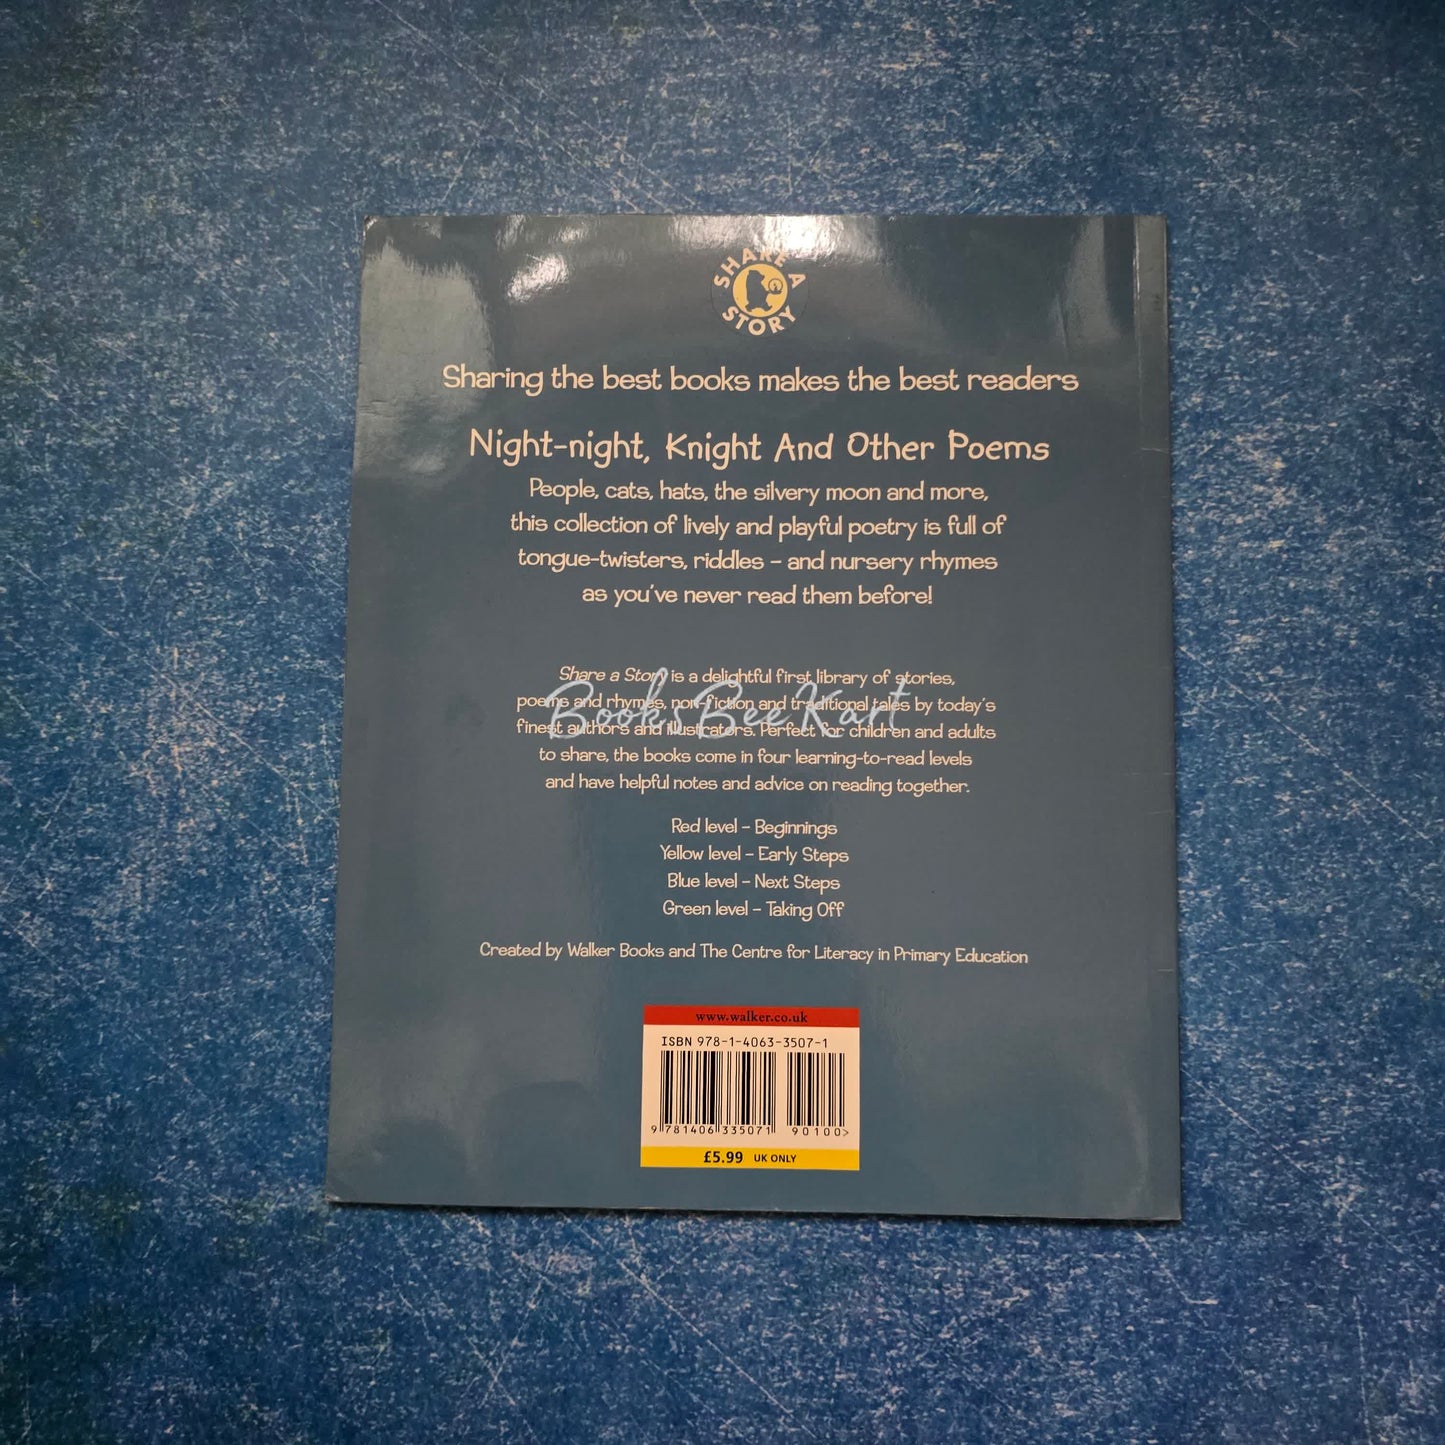 SHARE A
STORY
Sharing the best books makes the best readers
Night-night, Knight And Other Poems
People, cats, hats, the silvery moon and more,
this collection of lively and playful poetry is full of
tongue-twisters, riddles – and nursery rhymes
as you've never read them before!
Share a Story is a delightful first library of stories,
poems and rhymes, non-fiction and traditional tales by today's
finest authors and illustrators. Perfect for children and adults
to share, the books come in four learning-to-read levels
and have helpful notes and advice on reading together.
BooksBeeKart
Red level – Beginnings
Yellow level – Early Steps
Blue level – Next Steps
Green level – Taking Off
Created by Walker Books and The Centre for Literacy in Primary Education
www.walker.co.uk
ISBN 978-1-4063-3507-1
9 781406 335071 90100>
£5.99 UK ONLY